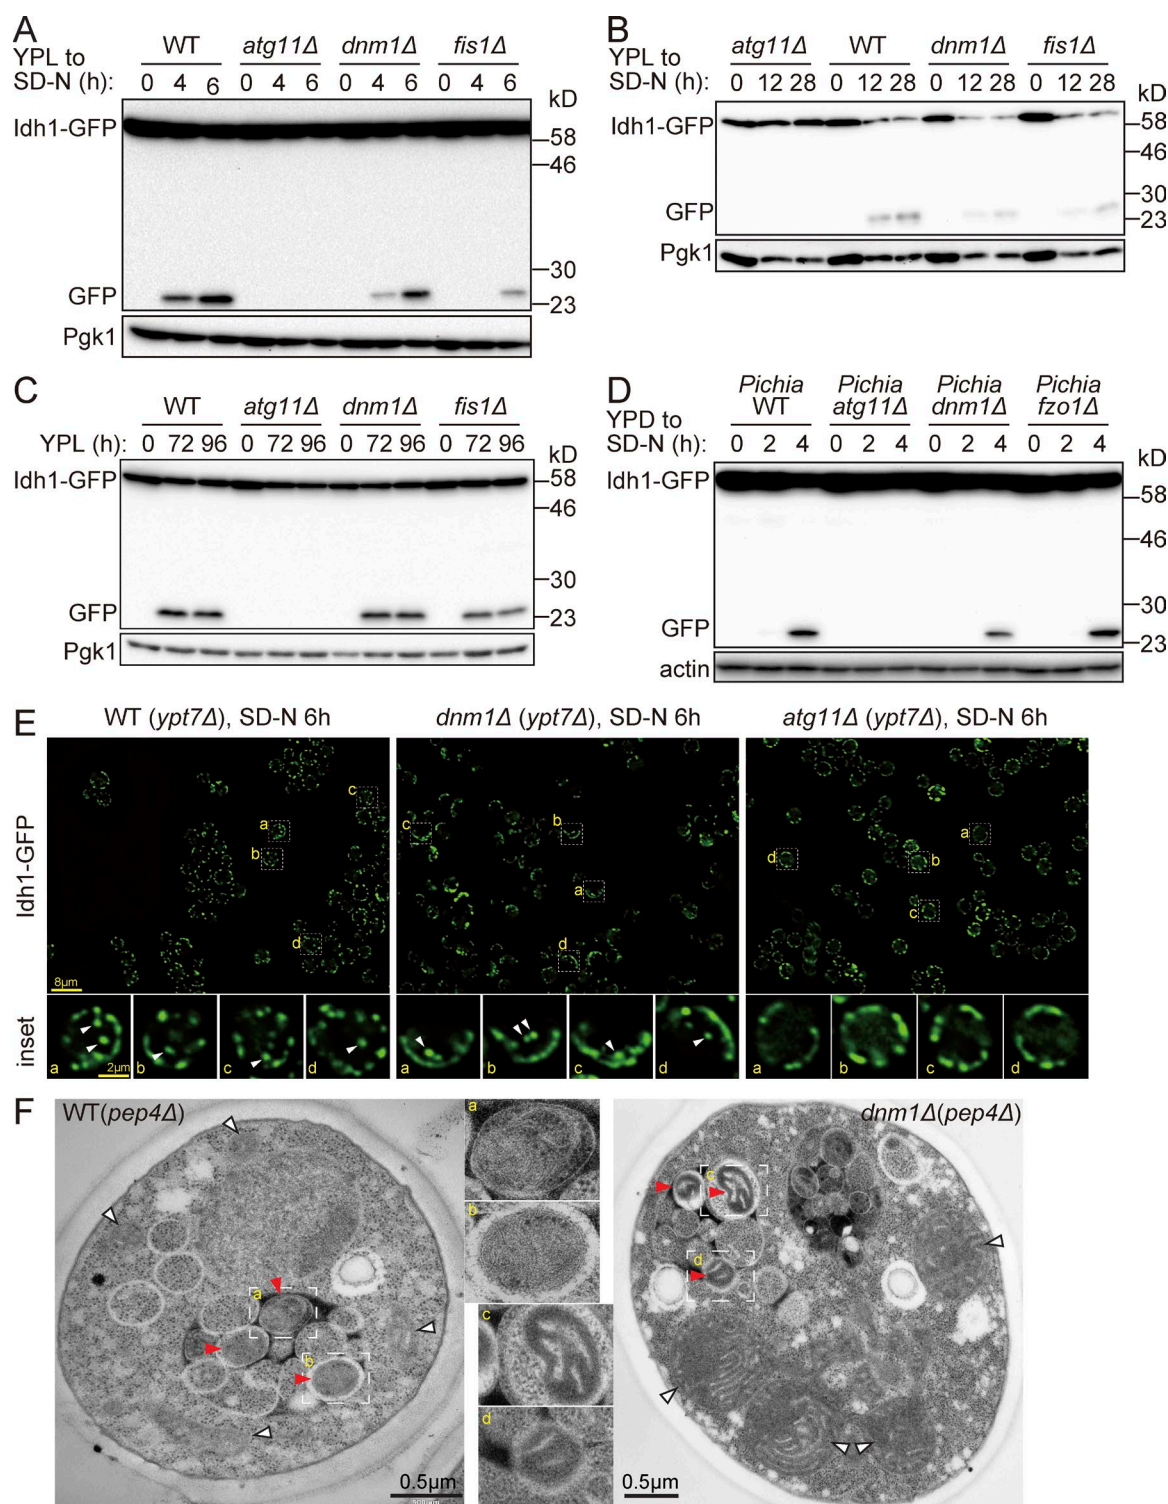 A
WT atg11Δ dnm1Δ fis1Δ
YPL to
SD-N (h): 0 4 6 0 4 6 0 4 6 0 4 6
kD
Idh1-GFP
58
46
30
GFP
23
Pgk1
B
YPL to atg11Δ WT dnm1Δ fis1Δ
SD-N (h): 0 12 28 0 12 28 0 12 28 0 12 28
kD
Idh1-GFP
58
46
30
GFP
23
Pgk1
C
WT atg11Δ dnm1Δ fis1Δ
YPL (h): 0 72 96 0 72 96 0 72 96 0 72 96
kD
Idh1-GFP
58
46
30
GFP
23
Pgk1
D
Pichia Pichia Pichia Pichia
WT atg11Δ dnm1Δ fzo1Δ
YPD to
SD-N (h): 0 2 4 0 2 4 0 2 4 0 2 4
kD
Idh1-GFP
58
46
30
GFP
23
actin
E
WT (ypt7Δ), SD-N 6h
dnm1Δ (ypt7Δ), SD-N 6h
atg11Δ (ypt7Δ), SD-N 6h
Idh1-GFP
c
a
b
d
8μm
c
b
a
d
a
d
b
c
inset
a
2μm
b
c
d
a
b
c
d
a
b
c
d
F
WT(pep4Δ)
a
b
0.5μm
a
b
c
d
dnm1Δ(pep4Δ)
c
d
0.5μm